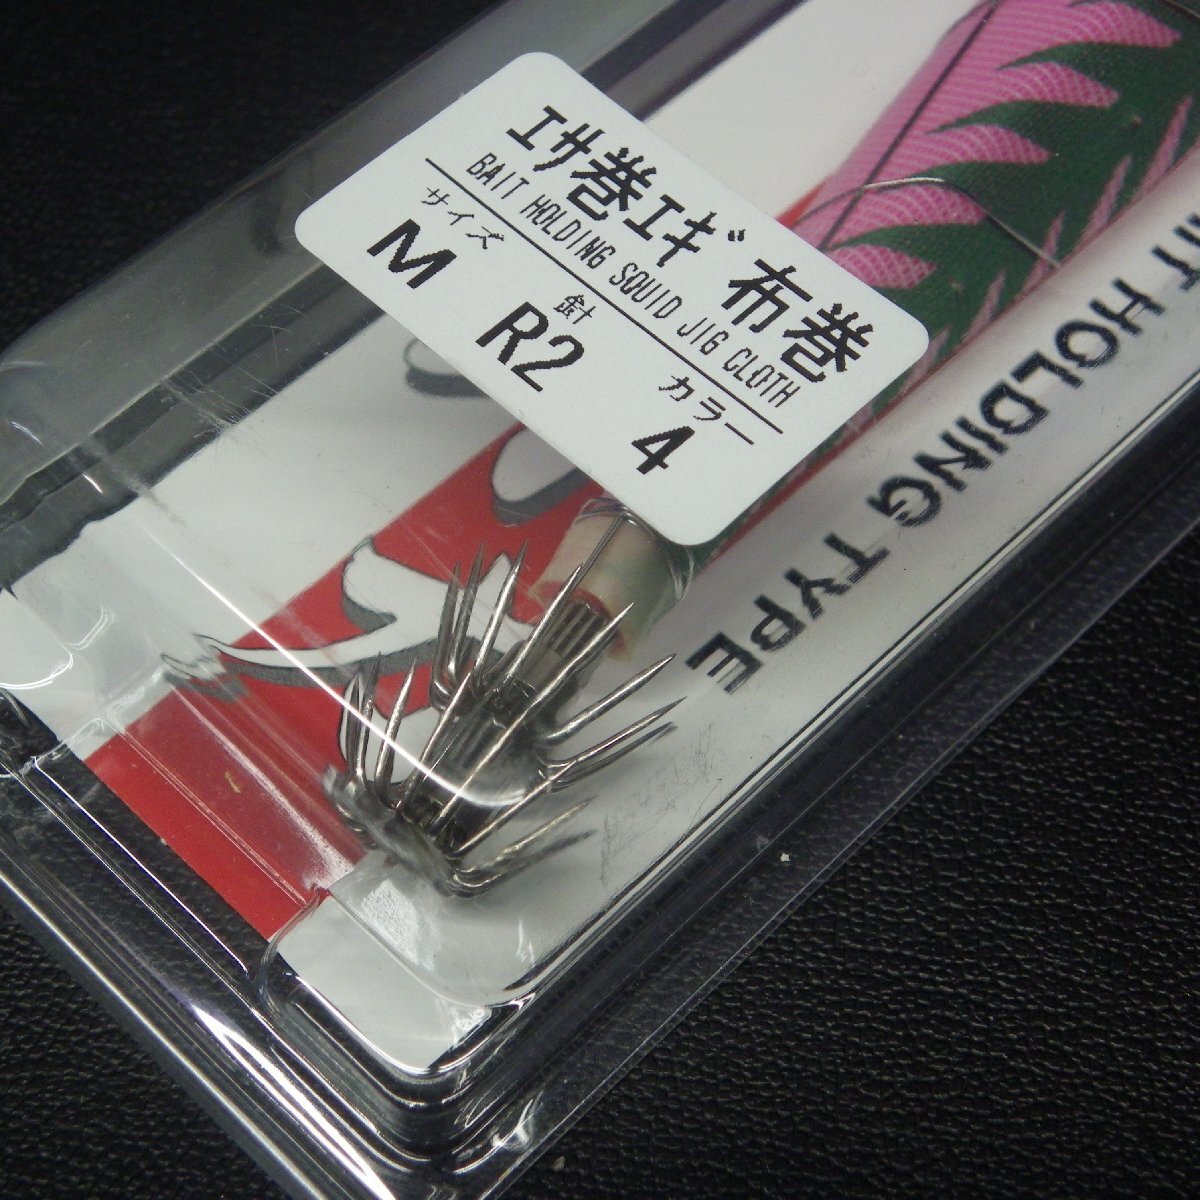 エサ巻エギ 布巻
BAIT HOLDING SQUID JIG CLOTH
サイズ 針 カラー
M R2 4
HOLDING TYPE